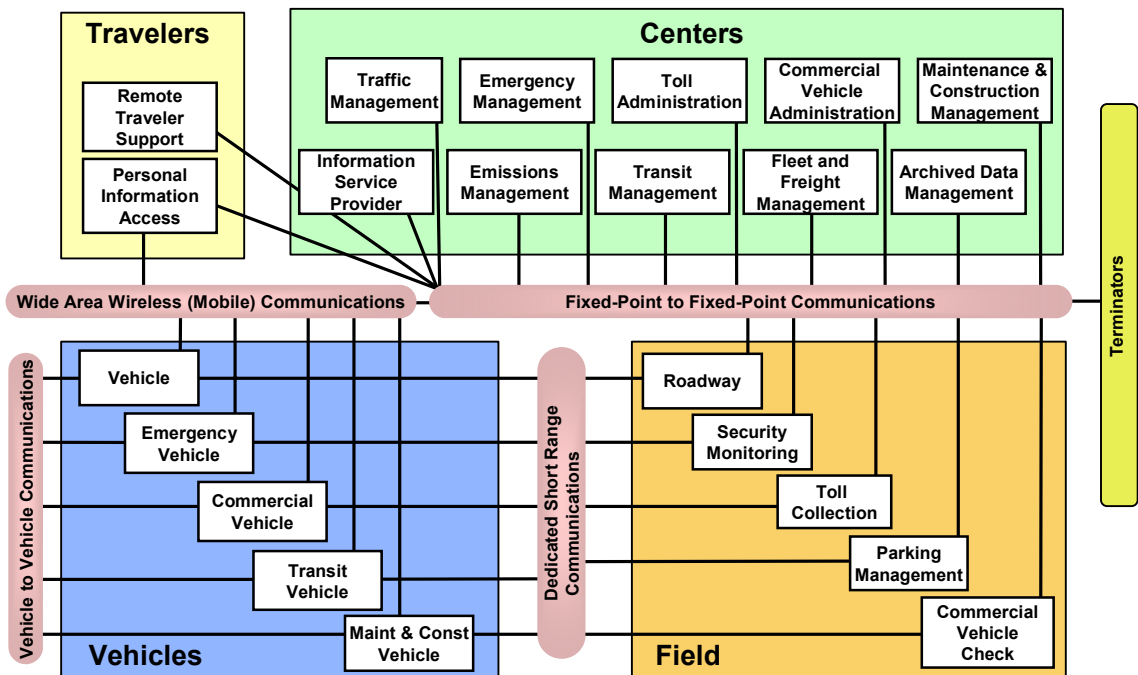 Travelers
Remote
Traveler
Support
Personal
Information
Access
Centers
Traffic
Management
Emergency
Management
Toll
Administration
Commercial
Vehicle
Administration
Maintenance &
Construction
Management
Information
Service
Provider
Emissions
Management
Transit
Management
Fleet and
Freight
Management
Archived Data
Management
Terminators
Wide Area Wireless (Mobile) Communications
Fixed-Point to Fixed-Point Communications
Vehicle to Vehicle Communications
Vehicle
Emergency
Vehicle
Commercial
Vehicle
Transit
Vehicle
Maint & Const
Vehicle
Vehicles
Dedicated Short Range
Communications
Roadway
Security
Monitoring
Toll
Collection
Parking
Management
Commercial
Vehicle
Check
Field